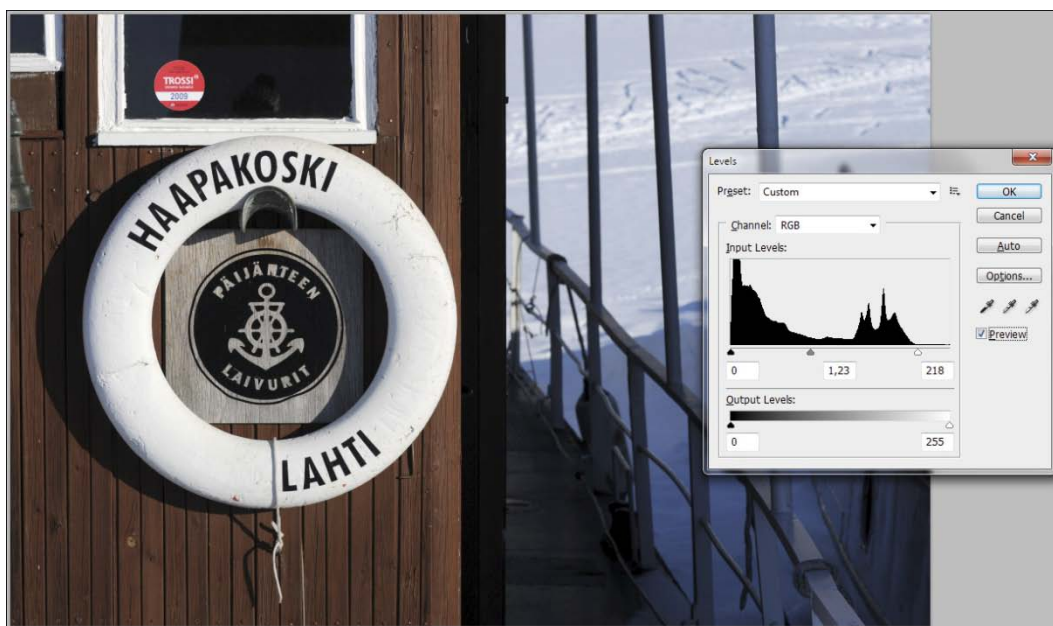 TROSSI
2009
HAAPAKOSKI
PÄIJÄNTEEN
LAIVURIT
LAHTI
Levels
Preset: Custom
OK
Cancel
Channel: RGB
Auto
Input Levels:
Options...
Preview
0 1,23 218
Output Levels:
0 255